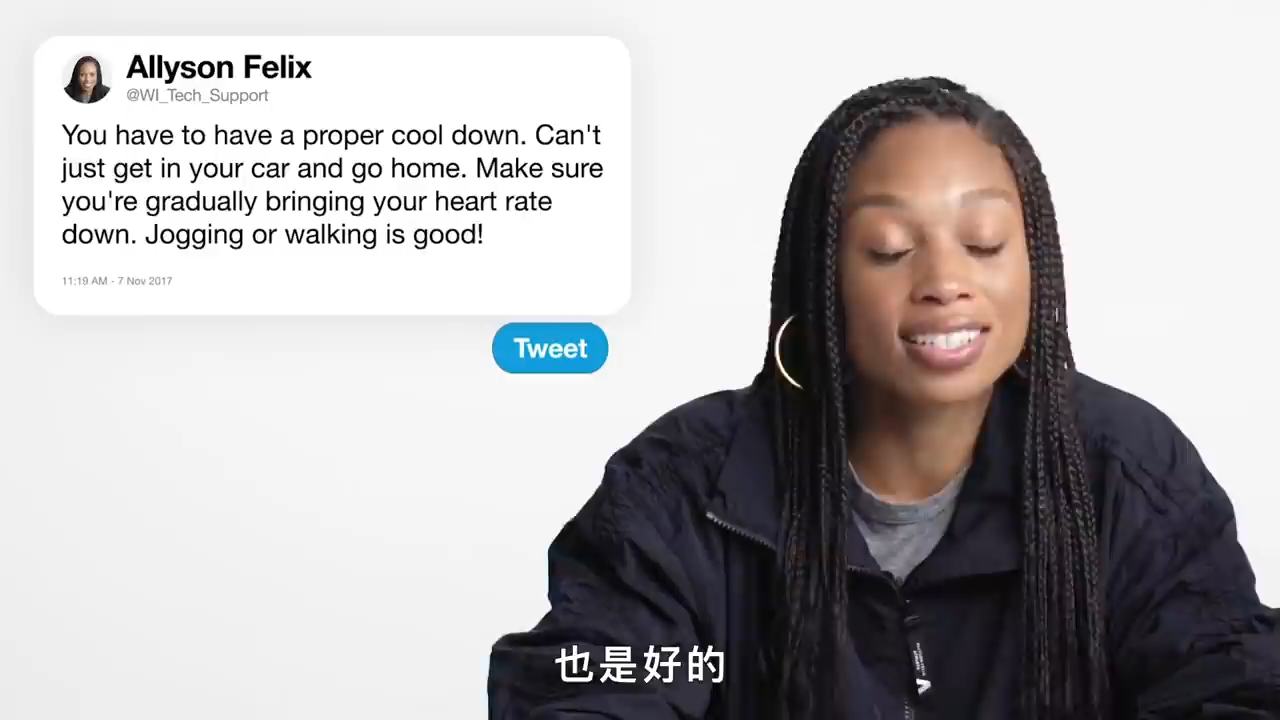 Allyson Felix
@WI_Tech_Support
You have to have a proper cool down. Can't
just get in your car and go home. Make sure
you're gradually bringing your heart rate
down. Jogging or walking is good!
11:19 AM - 7 Nov 2017
Tweet
也是好的